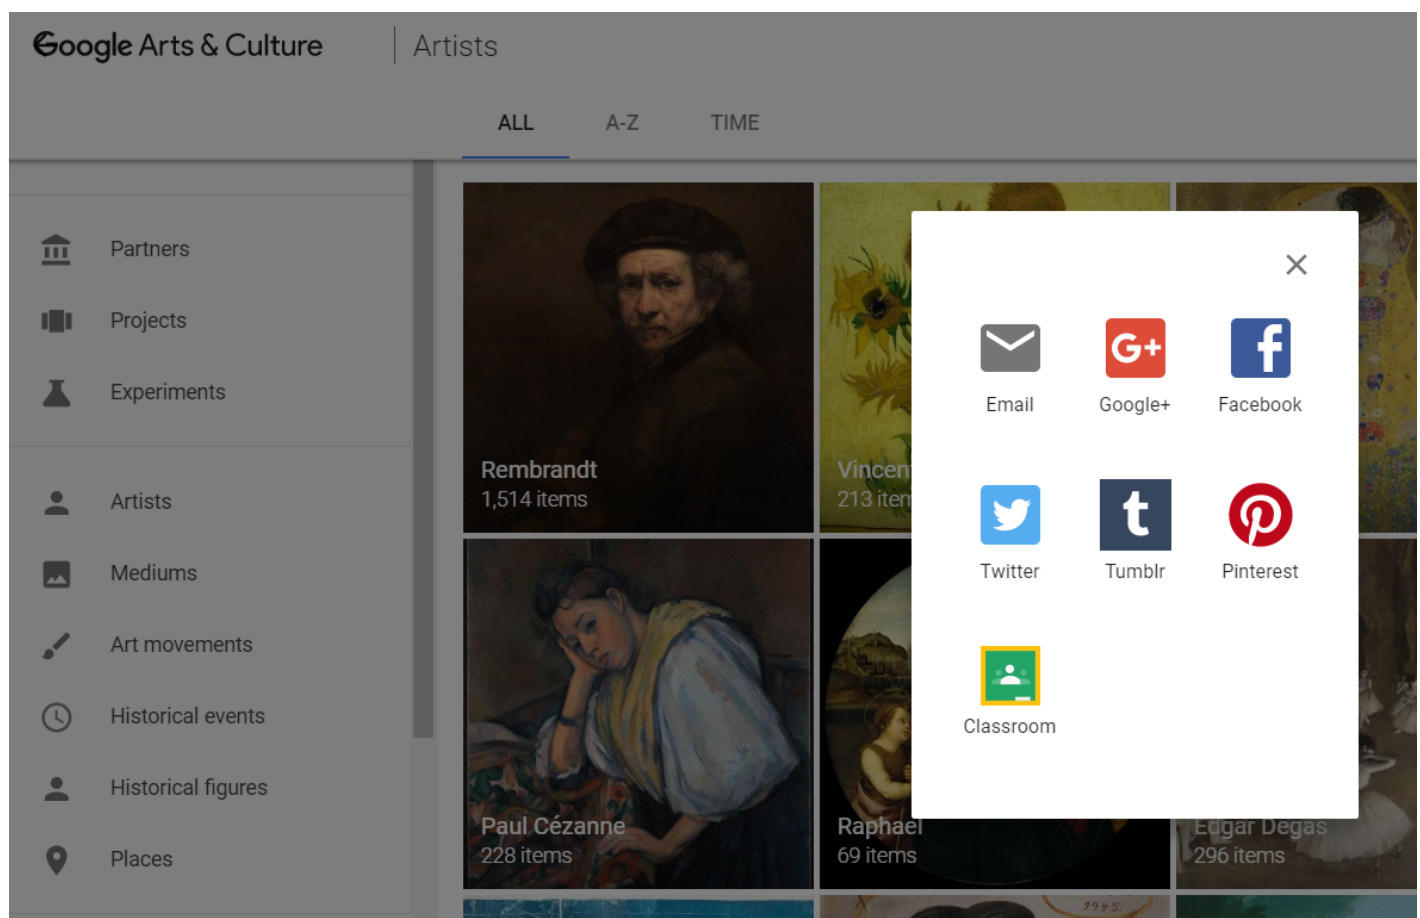 Google Arts & Culture
Artists
ALL
A-Z
TIME
Partners
Projects
Experiments
Artists
Mediums
Art movements
Historical events
Historical figures
Places
Rembrandt
1,514 items
213
Paul Cézanne
228 items
Raphael
69 items
Edgar Degas
296 items
1945.
Email
Google+
Facebook
Twitter
Tumblr
Pinterest
Classroom